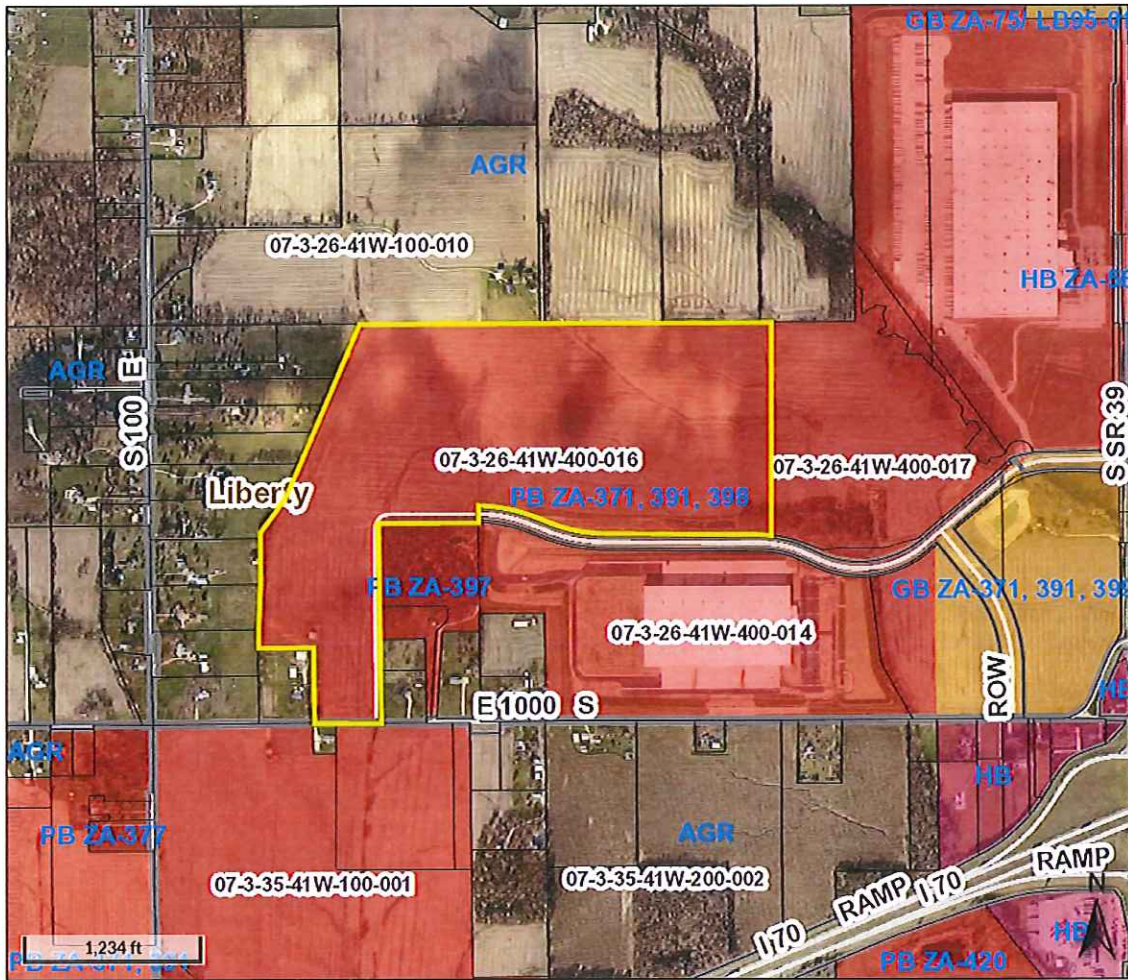 GB ZA-75/ LB95-0
AGR
07-3-26-41W-100-010
HB ZA-56
AGR
S 100 E
S SR 39
07-3-26-41W-400-016
07-3-26-41W-400-017
Liberty
PB ZA-371, 391, 398
PB ZA-397
GB ZA-371, 391, 399
07-3-26-41W-400-014
HB
E 1000 S
ROW
AGR
HB
PB ZA-377
AGR
07-3-35-41W-100-001
07-3-35-41W-200-002
RAMP
RAMP
I 70
I 70
N
1,234 ft
HB
PB ZA-420